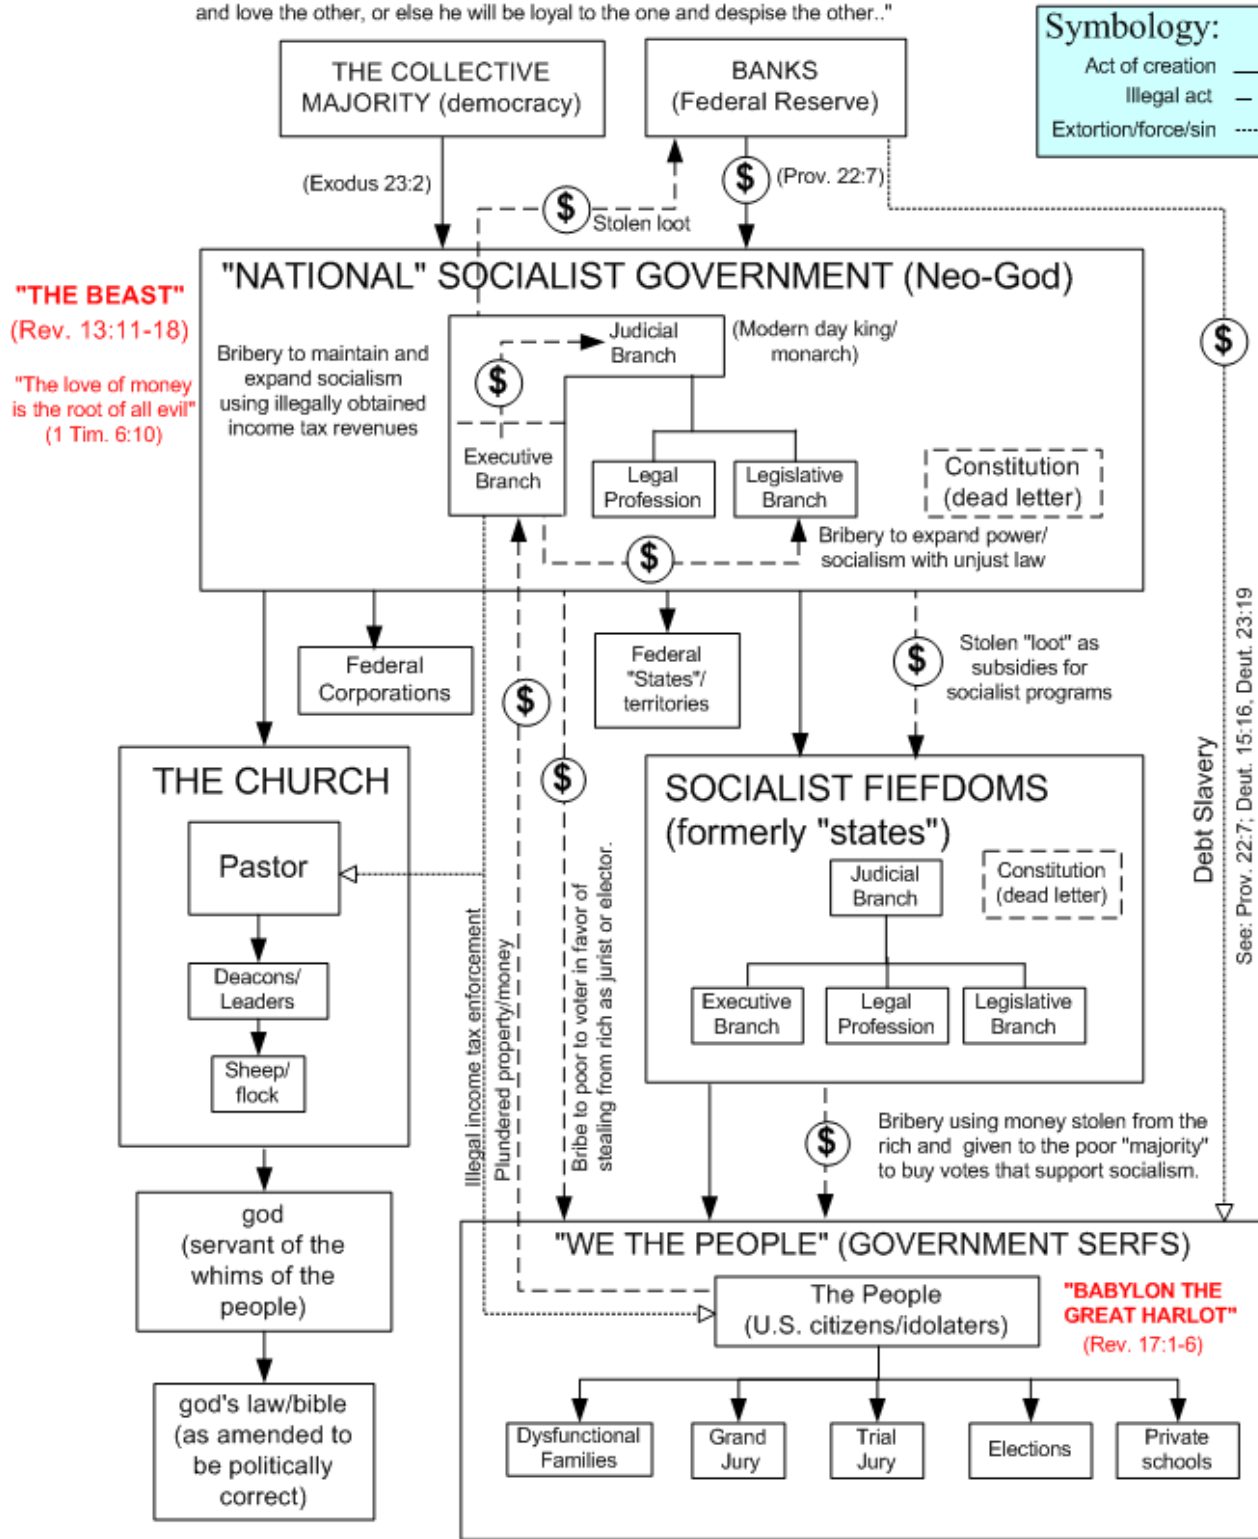 and love the other, or else he will be loyal to the one and despise the other.."
Symbology:
Act of creation
Illegal act
Extortion/force/sin
THE COLLECTIVE
MAJORITY (democracy)
BANKS
(Federal Reserve)
(Exodus 23:2)
$
Stolen loot
$
(Prov. 22:7)
"NATIONAL" SOCIALIST GOVERNMENT (Neo-God)
"THE BEAST"
(Rev. 13:11-18)
"The love of money
is the root of all evil"
(1 Tim. 6:10)
Bribery to maintain and
expand socialism
using illegally obtained
income tax revenues
Judicial
Branch
(Modern day king/
monarch)
$
$
Executive
Branch
Legal
Profession
Legislative
Branch
Constitution
(dead letter)
$
Bribery to expand power/
socialism with unjust law
Federal
Corporations
Federal
"States"/
territories
$
Stolen "loot" as
subsidies for
socialist programs
$
$
Debt Slavery
See: Prov. 22:7; Deut. 15:16, Deut. 23:19
THE CHURCH
Pastor
Deacons/
Leaders
Sheep/
flock
Illegal income tax enforcement
Plundered property/money
Bribe to poor to voter in favor of
stealing from rich as jurist or elector.
SOCIALIST FIEFDOMS
(formerly "states")
Judicial
Branch
Constitution
(dead letter)
Executive
Branch
Legal
Profession
Legislative
Branch
$
Bribery using money stolen from the
rich and given to the poor "majority"
to buy votes that support socialism.
god
(servant of the
whims of the
people)
god's law/bible
(as amended to
be politically
correct)
"WE THE PEOPLE" (GOVERNMENT SERFS)
The People
(U.S. citizens/idolaters)
"BABYLON THE
GREAT HARLOT"
(Rev. 17:1-6)
Dysfunctional
Families
Grand
Jury
Trial
Jury
Elections
Private
schools